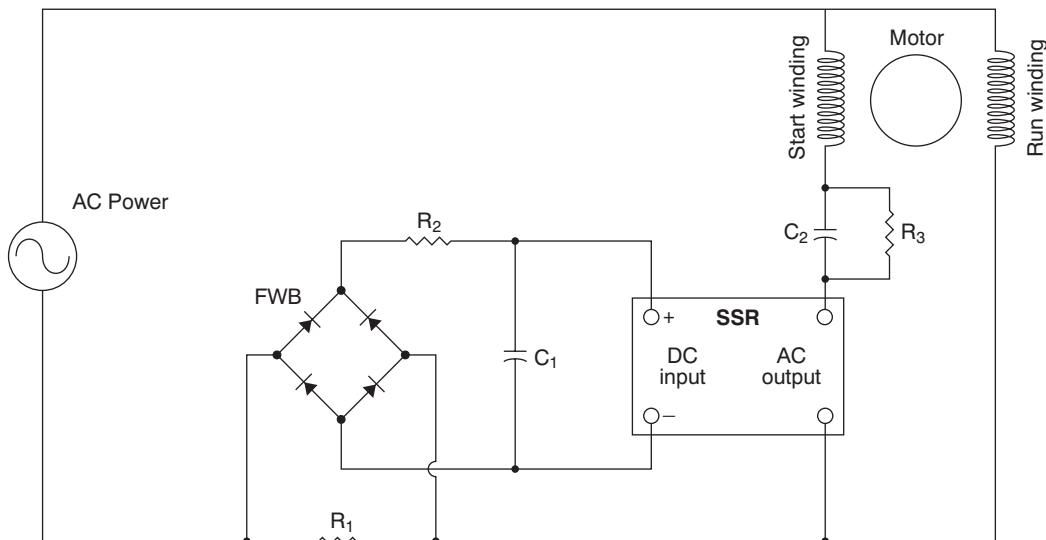 Motor
Start winding
Run winding
AC Power
R2
C2
R3
FWB
+
SSR
DC
input
AC
output
C1
−
R1